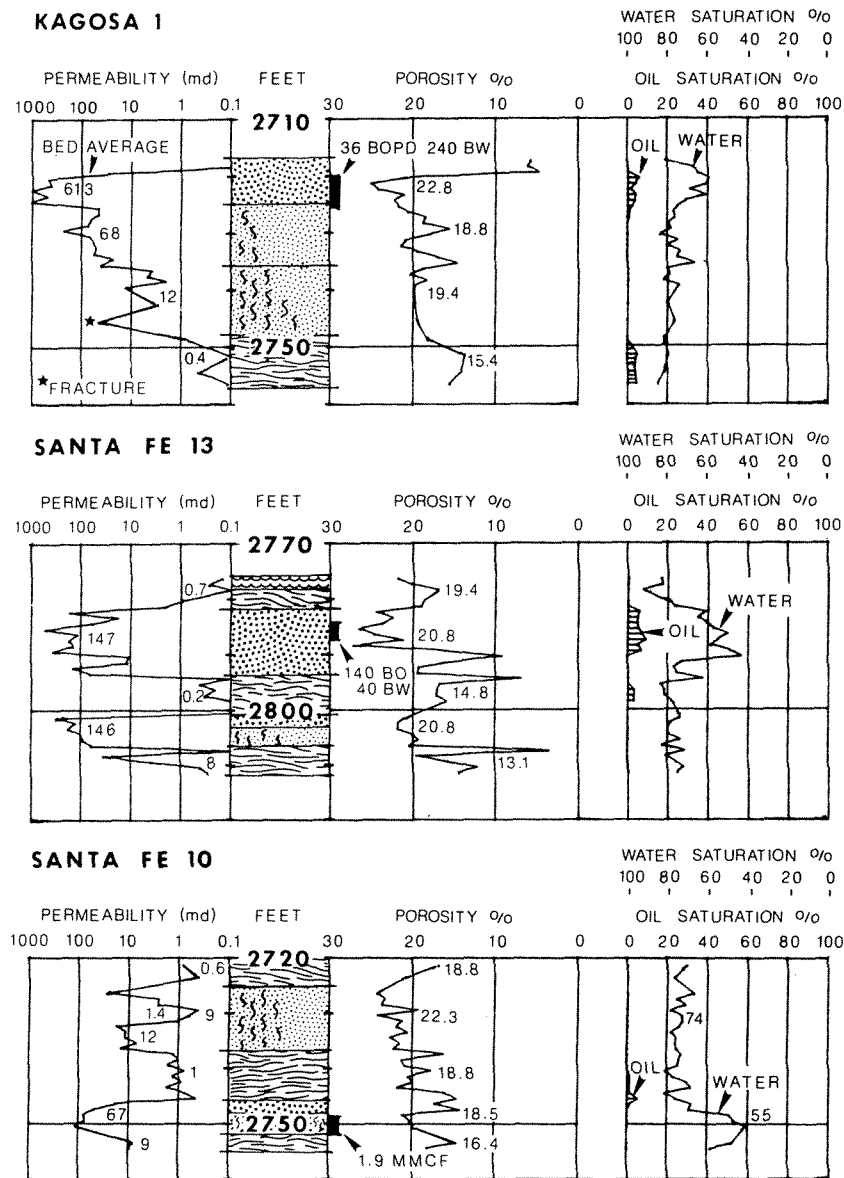 KAGOSA 1
WATER SATURATION %
100 80 60 40 20 0
PERMEABILITY (md) FEET POROSITY % OIL SATURATION %
1000 100 10 1 0.1 30 20 10 0 0 20 40 60 80 100
2710
BED AVERAGE
36 BOPD 240 BW
OIL WATER
613
22.8
68
18.8
12
19.4
2750
0.4
15.4
★FRACTURE
SANTA FE 13
WATER SATURATION %
100 80 60 40 20 0
PERMEABILITY (md) FEET POROSITY % OIL SATURATION %
1000 100 10 1 0.1 30 20 10 0 0 20 40 60 80 100
2770
0.7
19.4
WATER
147
20.8
OIL
140 BO
40 BW
0.2
14.8
2800
146
20.8
8
13.1
SANTA FE 10
WATER SATURATION %
100 80 60 40 20 0
PERMEABILITY (md) FEET POROSITY % OIL SATURATION %
1000 100 10 1 0.1 30 20 10 0 0 20 40 60 80 100
2720
0.6
18.8
1.4 9
22.3
74
12
1
18.8
OIL
WATER
67
18.5
55
2750
9
16.4
1.9 MMCF